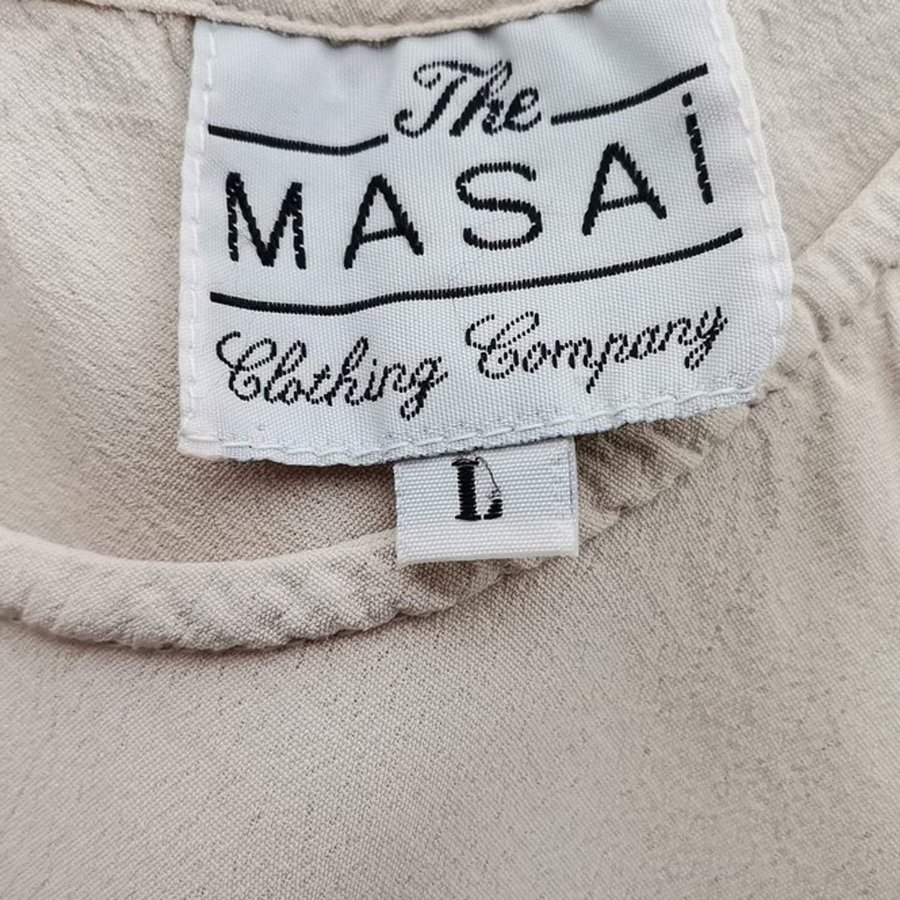 The
MASAi
Clothing Company
L